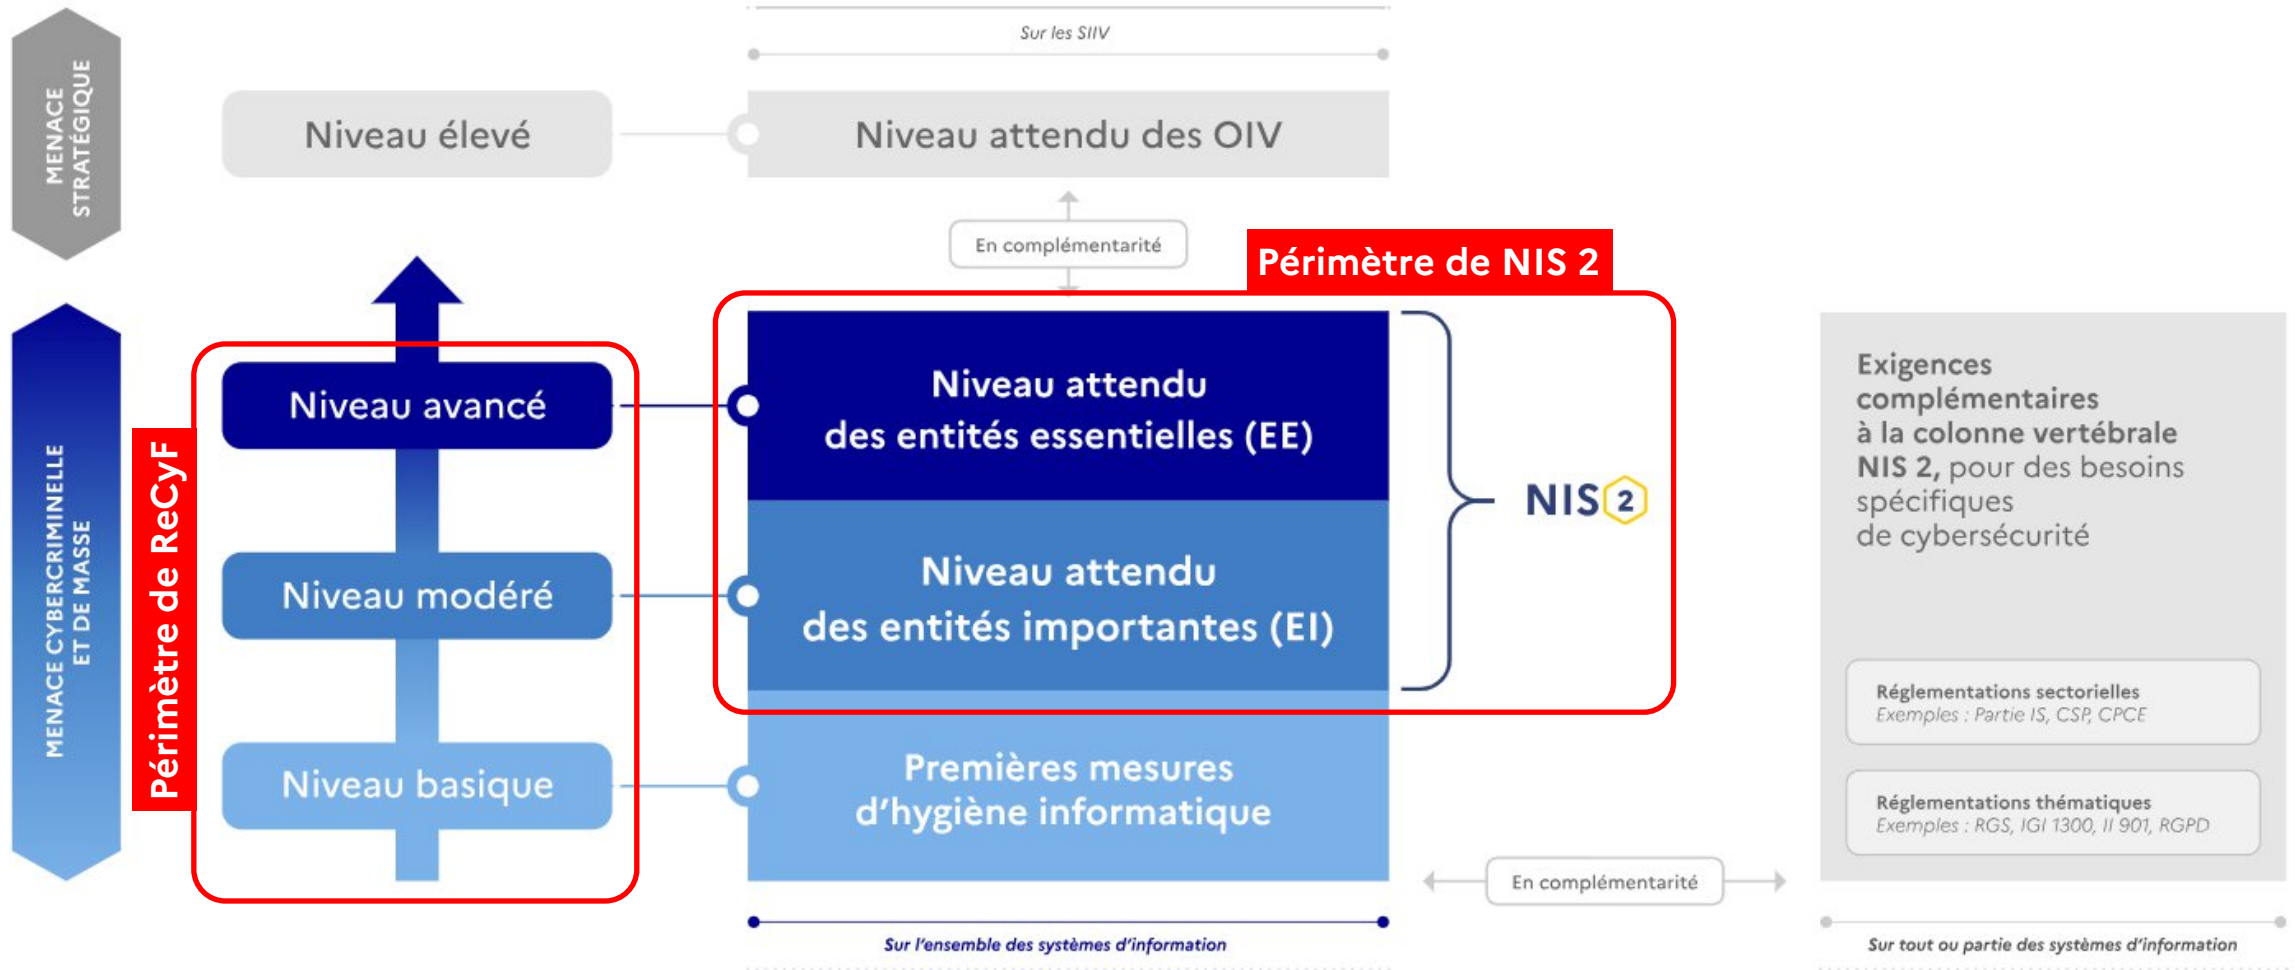 Sur les SIIV
MENACE
STRATÉGIQUE
Niveau élevé
Niveau attendu des OIV
En complémentarité
Périmètre de NIS 2
MENACE CYBERCRIMINELLE
ET DE MASSE
Périmètre de ReCyF
Niveau avancé
Niveau attendu
des entités essentielles (EE)
Niveau modéré
Niveau attendu
des entités importantes (EI)
NIS 2
Niveau basique
Premières mesures
d'hygiène informatique
Sur l'ensemble des systèmes d'information
En complémentarité
Exigences
complémentaires
à la colonne vertébrale
NIS 2, pour des besoins
spécifiques
de cybersécurité
Réglementations sectorielles
Exemples : Partie IS, CSP, CPCE
Réglementations thématiques
Exemples : RGS, IGI 1300, II 901, RGPD
Sur tout ou partie des systèmes d'information